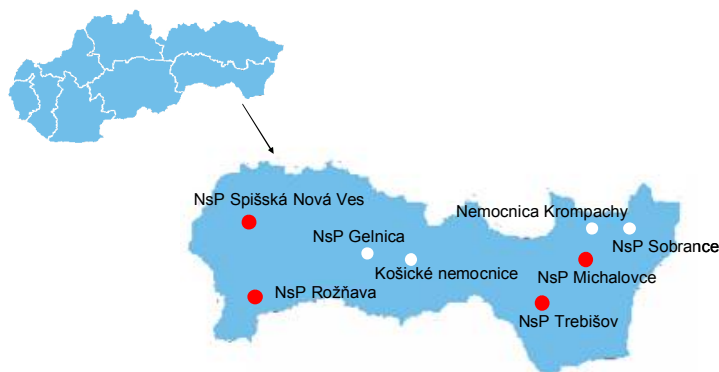 NsP Spišská Nová Ves
Nemocnica Krompachy
NsP Gelnica
NsP Sobrance
Košické nemocnice
NsP Michalovce
NsP Rožňava
NsP Trebišov